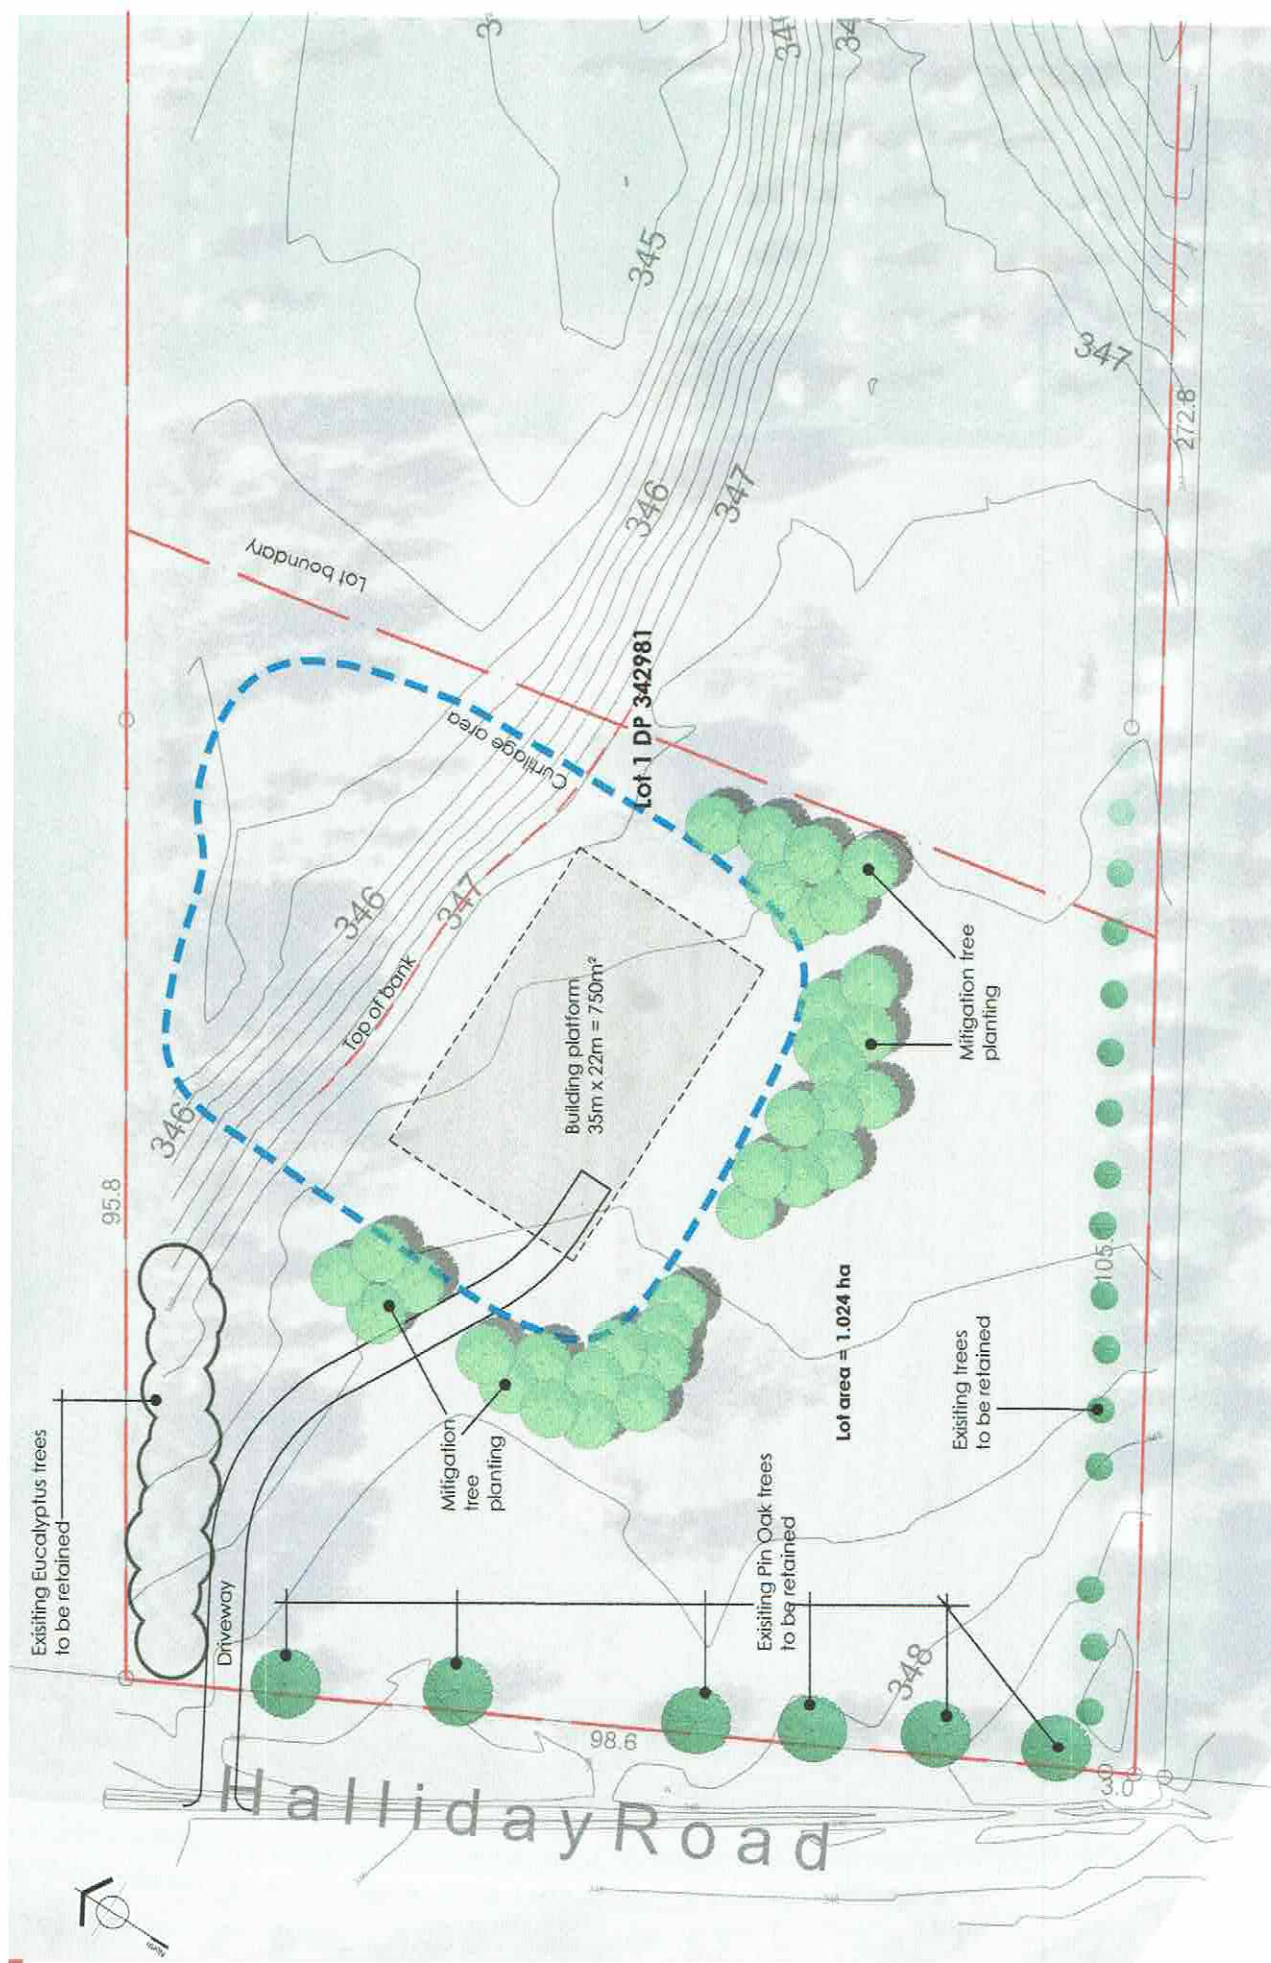 Exisiting Eucalyptus trees
to be retained
Driveway
95.8
346
346
347
Top of bank
Lot boundary
Curtilage area
Lot 1 DP 342981
Building platform
35m x 22m = 750m²
Mitigation
tree
planting
Mitigation tree
planting
Lot area = 1.024 ha
Exisiting Pin Oak trees
to be retained
Exisiting trees
to be retained
348
98.6
3.0
105
272.8
345
346
347
347
Halliday Road
North